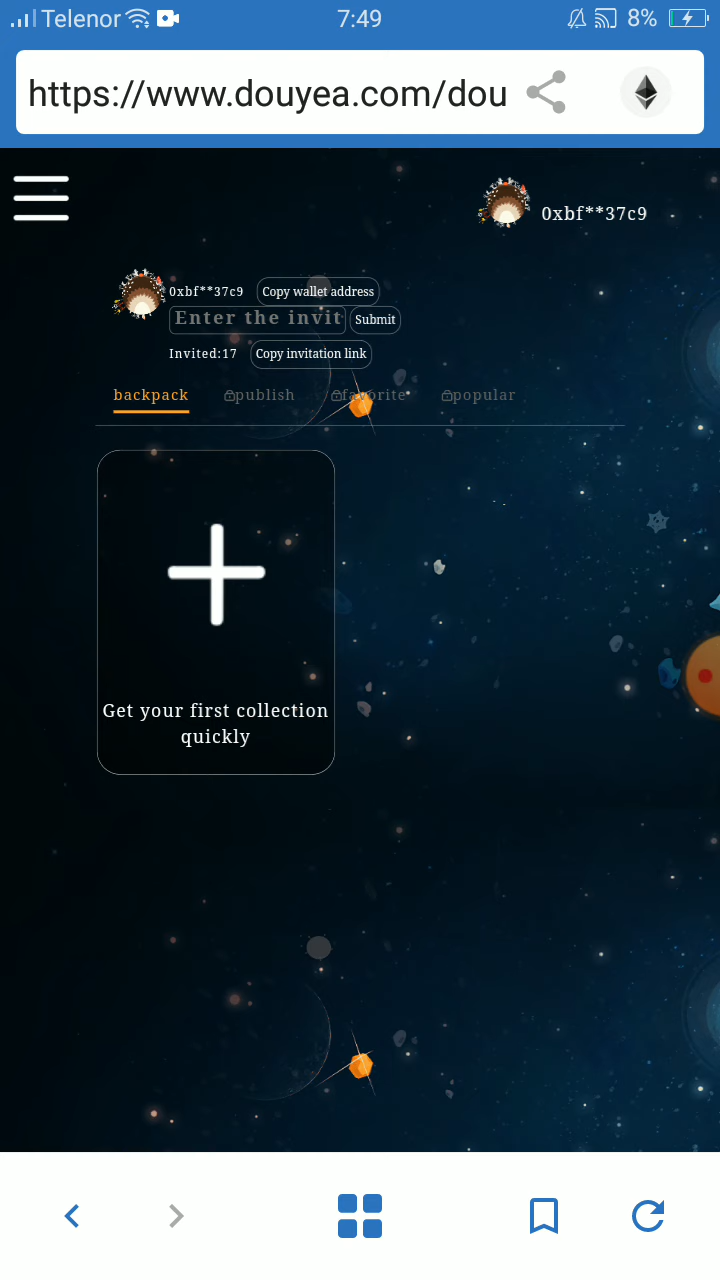 Telenor 7:49 8%
https://www.douyea.com/dou
0xbf**37c9
0xbf**37c9 Copy wallet address
Enter the invit Submit
Invited:17 Copy invitation link
backpack publish favorite popular
Get your first collection
quickly